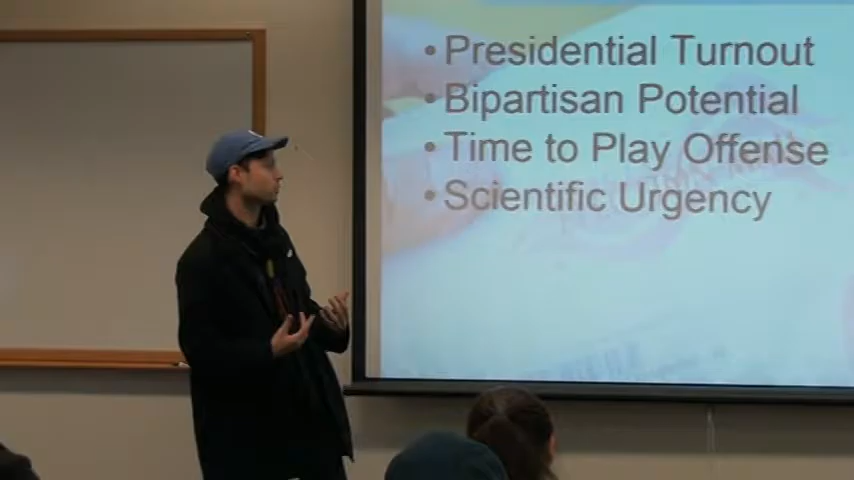 • Presidential Turnout
• Bipartisan Potential
• Time to Play Offense
• Scientific Urgency